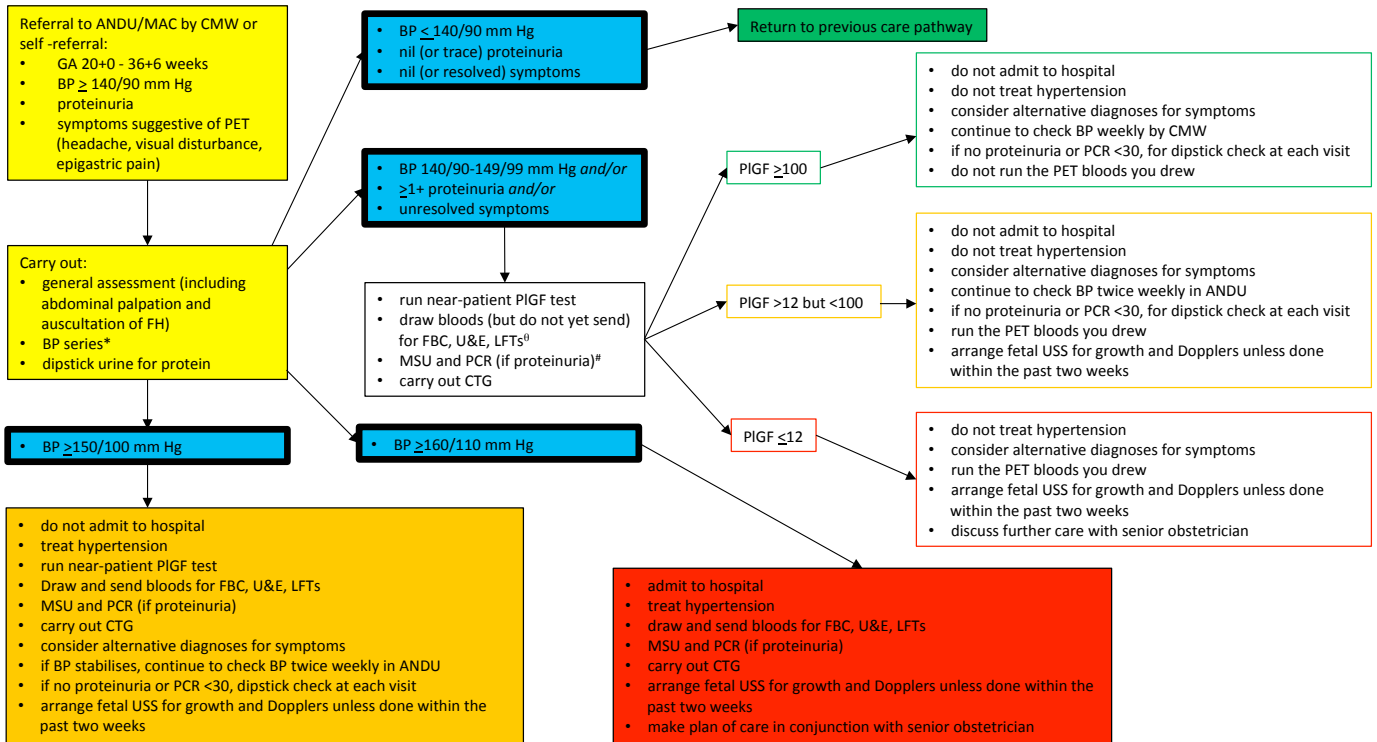 Referral to ANDU/MAC by CMW or
self -referral:
• GA 20+0 - 36+6 weeks
• BP ≥ 140/90 mm Hg
• proteinuria
• symptoms suggestive of PET
(headache, visual disturbance,
epigastric pain)
• BP ≤ 140/90 mm Hg
• nil (or trace) proteinuria
• nil (or resolved) symptoms
Return to previous care pathway
Carry out:
• general assessment (including
abdominal palpation and
auscultation of FH)
• BP series*
• dipstick urine for protein
• BP 140/90-149/99 mm Hg and/or
• ≥1+ proteinuria and/or
• unresolved symptoms
• run near-patient PlGF test
• draw bloods (but do not yet send)
for FBC, U&E, LFTsθ
• MSU and PCR (if proteinuria)#
• carry out CTG
PlGF ≥100
• do not admit to hospital
• do not treat hypertension
• consider alternative diagnoses for symptoms
• continue to check BP weekly by CMW
• if no proteinuria or PCR <30, for dipstick check at each visit
• do not run the PET bloods you drew
PlGF >12 but <100
• do not admit to hospital
• do not treat hypertension
• consider alternative diagnoses for symptoms
• continue to check BP twice weekly in ANDU
• if no proteinuria or PCR <30, for dipstick check at each visit
• run the PET bloods you drew
• arrange fetal USS for growth and Dopplers unless done
within the past two weeks
PlGF ≤12
• do not treat hypertension
• consider alternative diagnoses for symptoms
• run the PET bloods you drew
• arrange fetal USS for growth and Dopplers unless done
within the past two weeks
• discuss further care with senior obstetrician
• BP ≥150/100 mm Hg
• BP ≥160/110 mm Hg
• do not admit to hospital
• treat hypertension
• run near-patient PlGF test
• Draw and send bloods for FBC, U&E, LFTs
• MSU and PCR (if proteinuria)
• carry out CTG
• consider alternative diagnoses for symptoms
• if BP stabilises, continue to check BP twice weekly in ANDU
• if no proteinuria or PCR <30, dipstick check at each visit
• arrange fetal USS for growth and Dopplers unless done within the
past two weeks
• admit to hospital
• treat hypertension
• draw and send bloods for FBC, U&E, LFTs
• MSU and PCR (if proteinuria)
• carry out CTG
• arrange fetal USS for growth and Dopplers unless done within the
past two weeks
• make plan of care in conjunction with senior obstetrician